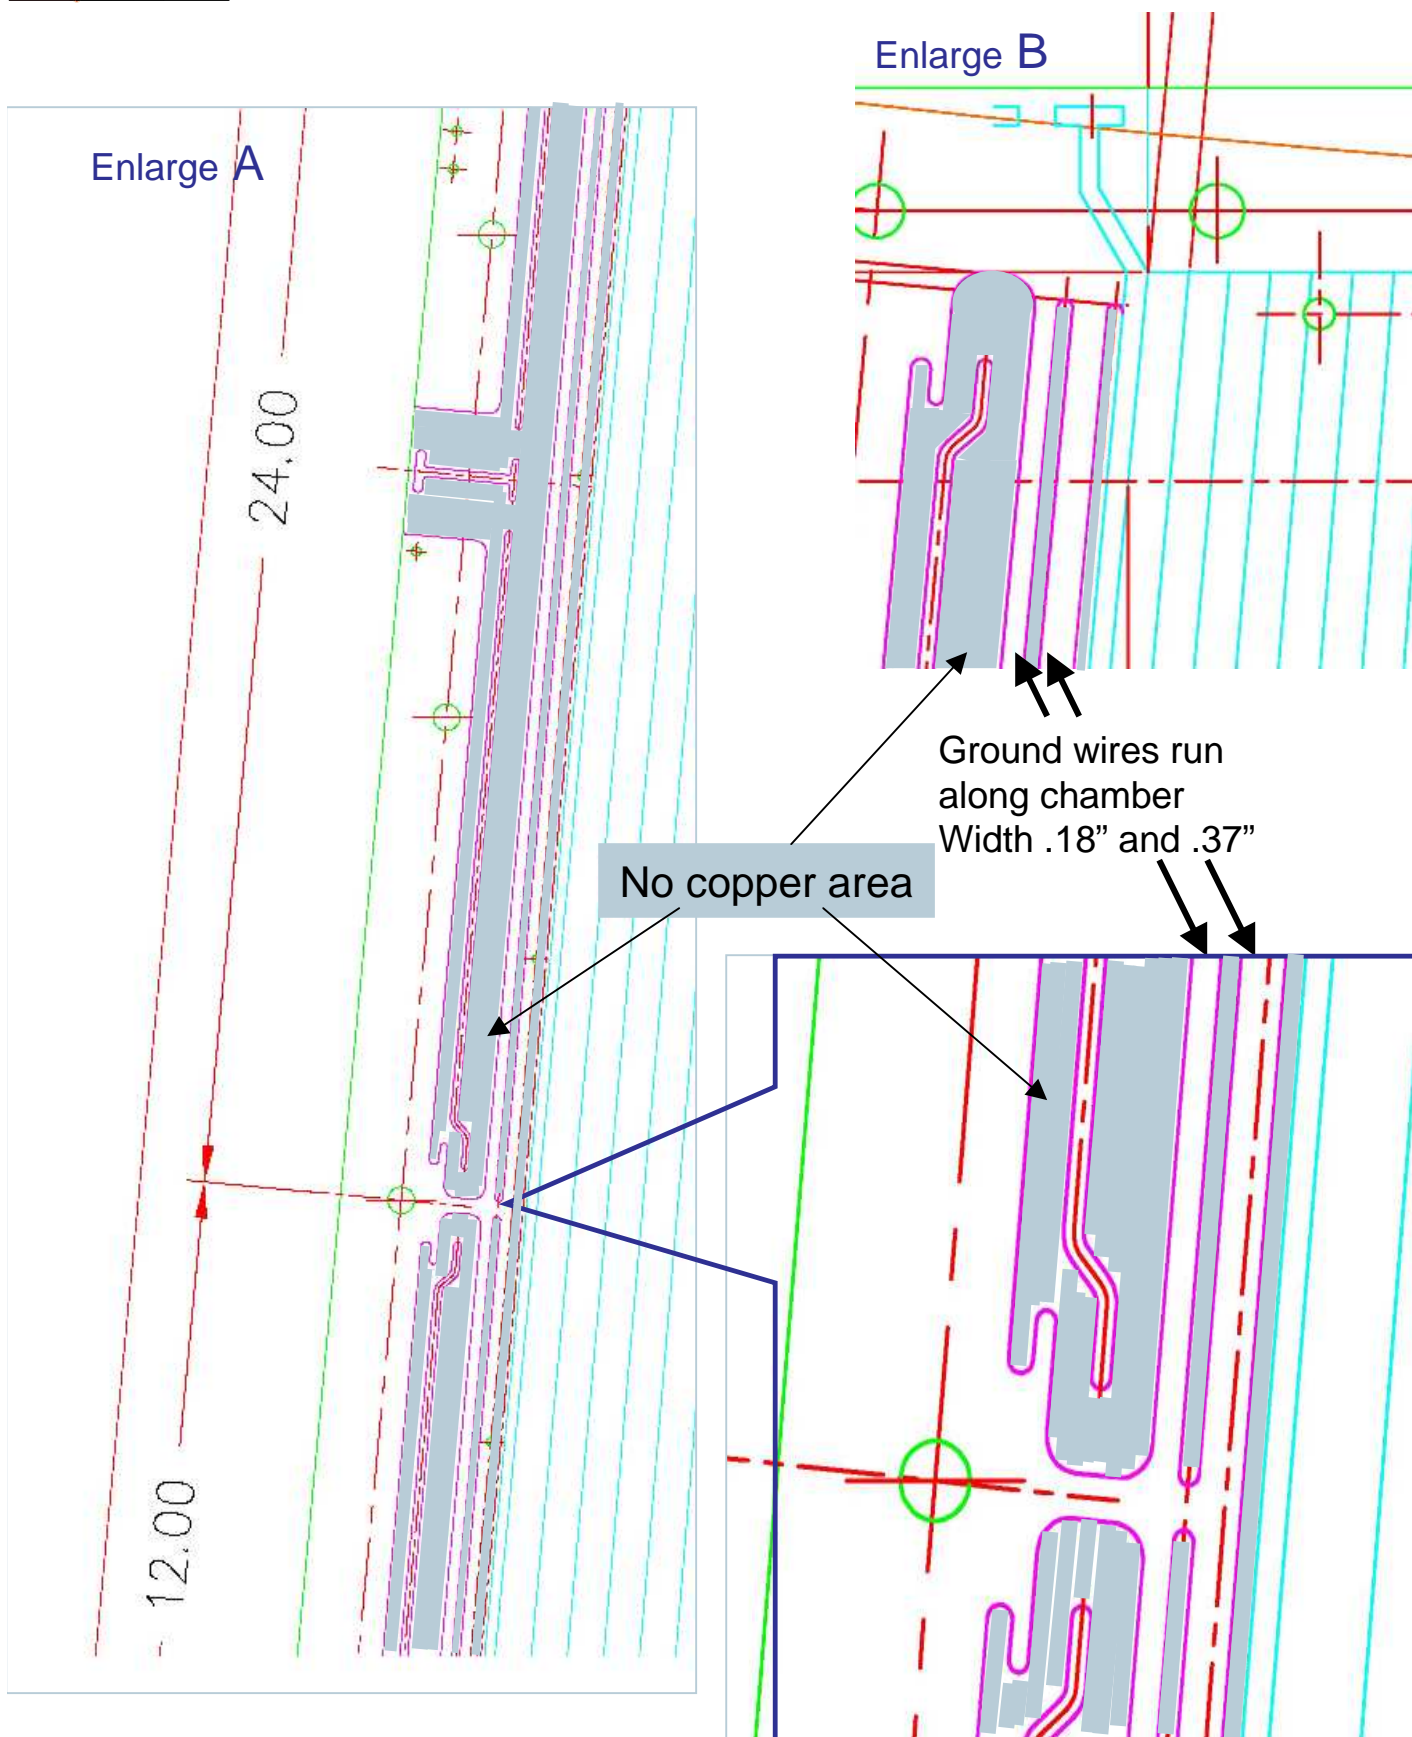 Enlarge B
Enlarge A
24.00
Ground wires run
along chamber
Width .18” and .37”
No copper area
12.00